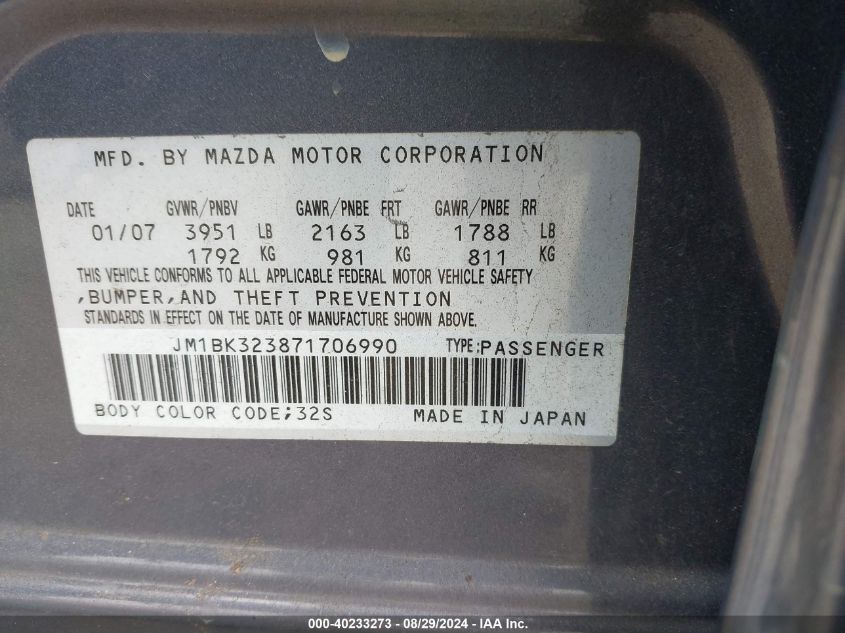 MFD. BY MAZDA MOTOR CORPORATION
DATE GVWR/PNBV GAWR/PNBE FRT GAWR/PNBE RR
01/07 3951 LB 2163 LB 1788 LB
1792 KG 981 KG 811 KG
THIS VEHICLE CONFORMS TO ALL APPLICABLE FEDERAL MOTOR VEHICLE SAFETY
,BUMPER,AND THEFT PREVENTION
STANDARDS IN EFFECT ON THE DATE OF MANUFACTURE SHOWN ABOVE.
JM1BK323871706990 TYPE:PASSENGER
BODY COLOR CODE;32S MADE IN JAPAN
000-40233273 - 08/29/2024 - IAA Inc.